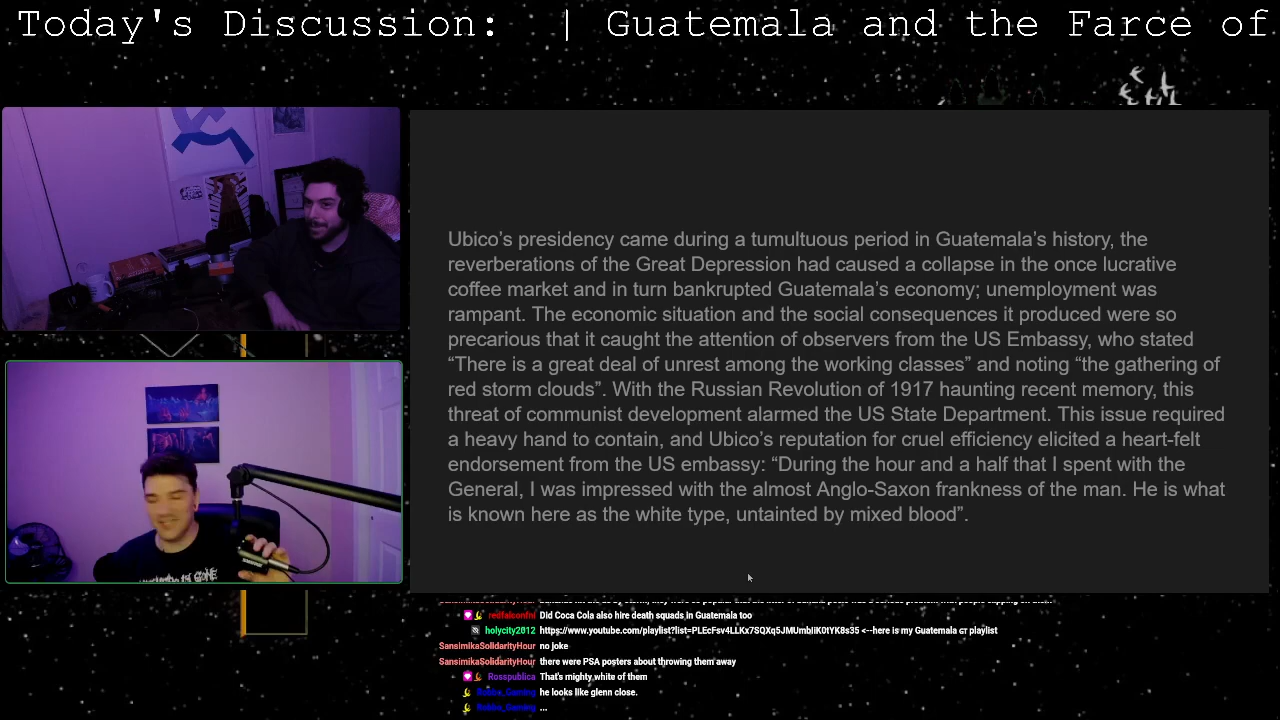 Today's Discussion:  | Guatemala and the Farce of
Ubico's presidency came during a tumultuous period in Guatemala's history, the
reverberations of the Great Depression had caused a collapse in the once lucrative
coffee market and in turn bankrupted Guatemala's economy; unemployment was
rampant. The economic situation and the social consequences it produced were so
precarious that it caught the attention of observers from the US Embassy, who stated
“There is a great deal of unrest among the working classes” and noting “the gathering of
red storm clouds”. With the Russian Revolution of 1917 haunting recent memory, this
threat of communist development alarmed the US State Department. This issue required
a heavy hand to contain, and Ubico's reputation for cruel efficiency elicited a heart-felt
endorsement from the US embassy: “During the hour and a half that I spent with the
General, I was impressed with the almost Anglo-Saxon frankness of the man. He is what
is known here as the white type, untainted by mixed blood”.
redfalconfni Did Coca Cola also hire death squads in Guatemala too
holycity2012 <--here is my Guatemala GT playlist
SansimikaSolidarityHour no joke
SansimikaSolidarityHour there were PSA posters about throwing them away
Rosspublica That's mighty white of them
Robbo_Gaming he looks like glenn close.
Robbo_Gaming ...